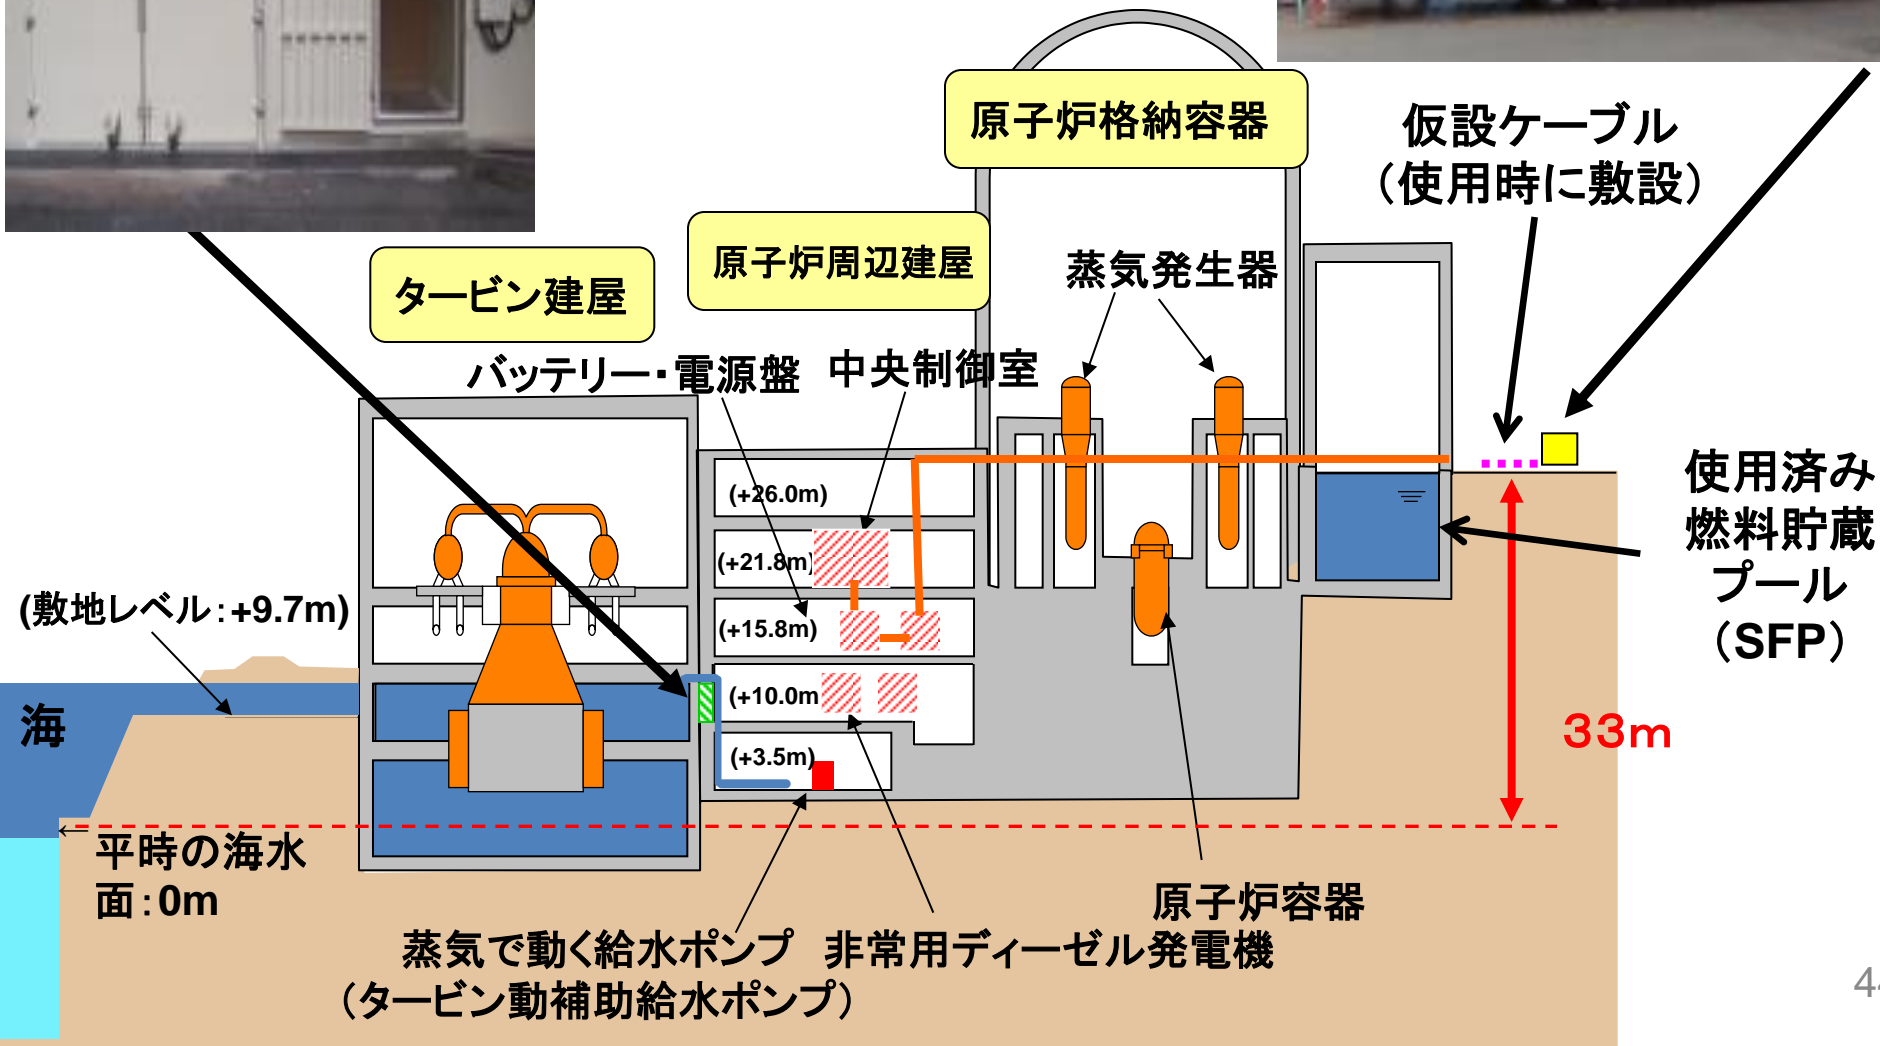 原子炉格納容器
仮設ケーブル
（使用時に敷設）
原子炉周辺建屋
タービン建屋
蒸気発生器
バッテリー・電源盤
中央制御室
(+26.0m)
(+21.8m)
(+15.8m)
(+10.0m
(+3.5m)
使用済み
燃料貯蔵
プール
（SFP）
(敷地レベル：+9.7m)
海
33m
←
平時の海水
面：0m
原子炉容器
蒸気で動く給水ポンプ
（タービン動補助給水ポンプ）
非常用ディーゼル発電機